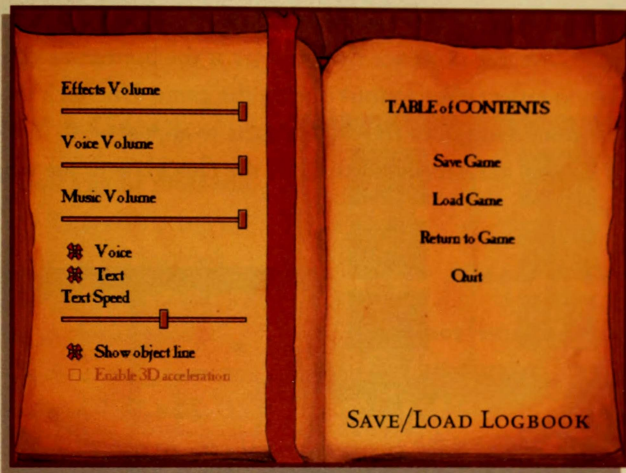 Effects Volume
Voice Volume
Music Volume
Voice
Text
Text Speed
Show object line
Enable 3D acceleration
TABLE of CONTENTS
Save Game
Load Game
Return to Game
Quit
SAVE/LOAD LOGBOOK